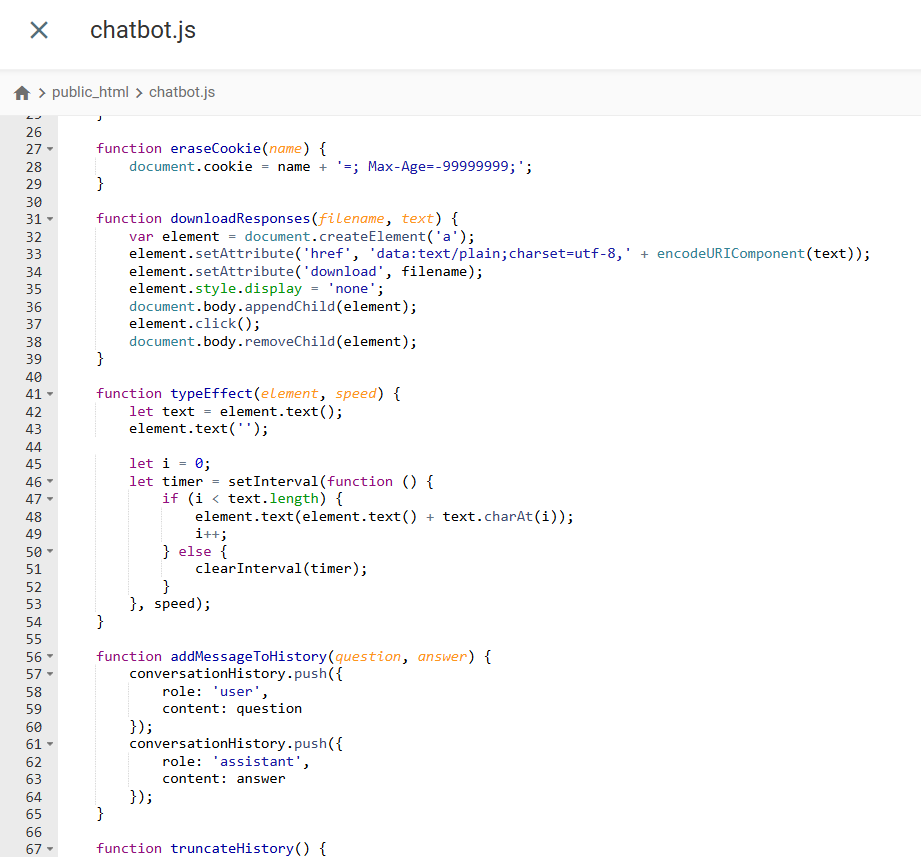 chatbot.js
public_html > chatbot.js
26
27 function eraseCookie(name) {
28 document.cookie = name + '=; Max-Age=-99999999;';
29 }
30
31 function downloadResponses(filename, text) {
32 var element = document.createElement('a');
33 element.setAttribute('href', 'data:text/plain;charset=utf-8,' + encodeURIComponent(text));
34 element.setAttribute('download', filename);
35 element.style.display = 'none';
36 document.body.appendChild(element);
37 element.click();
38 document.body.removeChild(element);
39 }
40
41 function typeEffect(element, speed) {
42 let text = element.text();
43 element.text('');
44
45 let i = 0;
46 let timer = setInterval(function () {
47 if (i < text.length) {
48 element.text(element.text() + text.charAt(i));
49 i++;
50 } else {
51 clearInterval(timer);
52 }
53 }, speed);
54 }
55
56 function addMessageToHistory(question, answer) {
57 conversationHistory.push({
58 role: 'user',
59 content: question
60 });
61 conversationHistory.push({
62 role: 'assistant',
63 content: answer
64 });
65 }
66
67 function truncateHistory() {